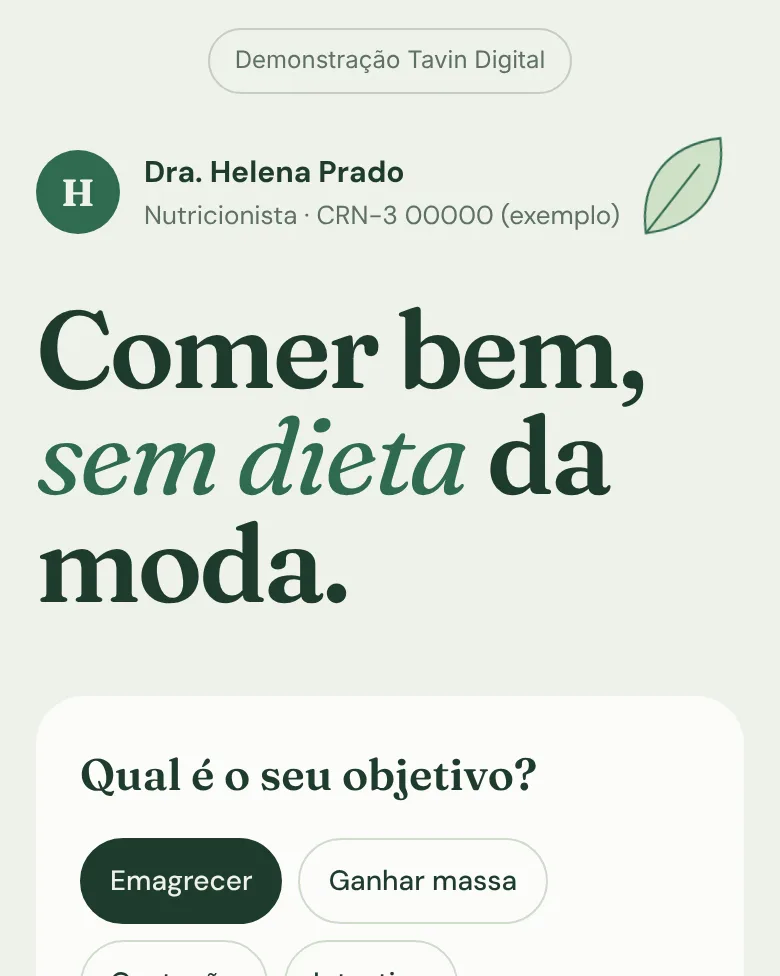 Demonstração Tavin Digital
H
Dra. Helena Prado
Nutricionista · CRN-3 00000 (exemplo)
Comer bem,
sem dieta da
moda.
Qual é o seu objetivo?
Emagrecer
Ganhar massa